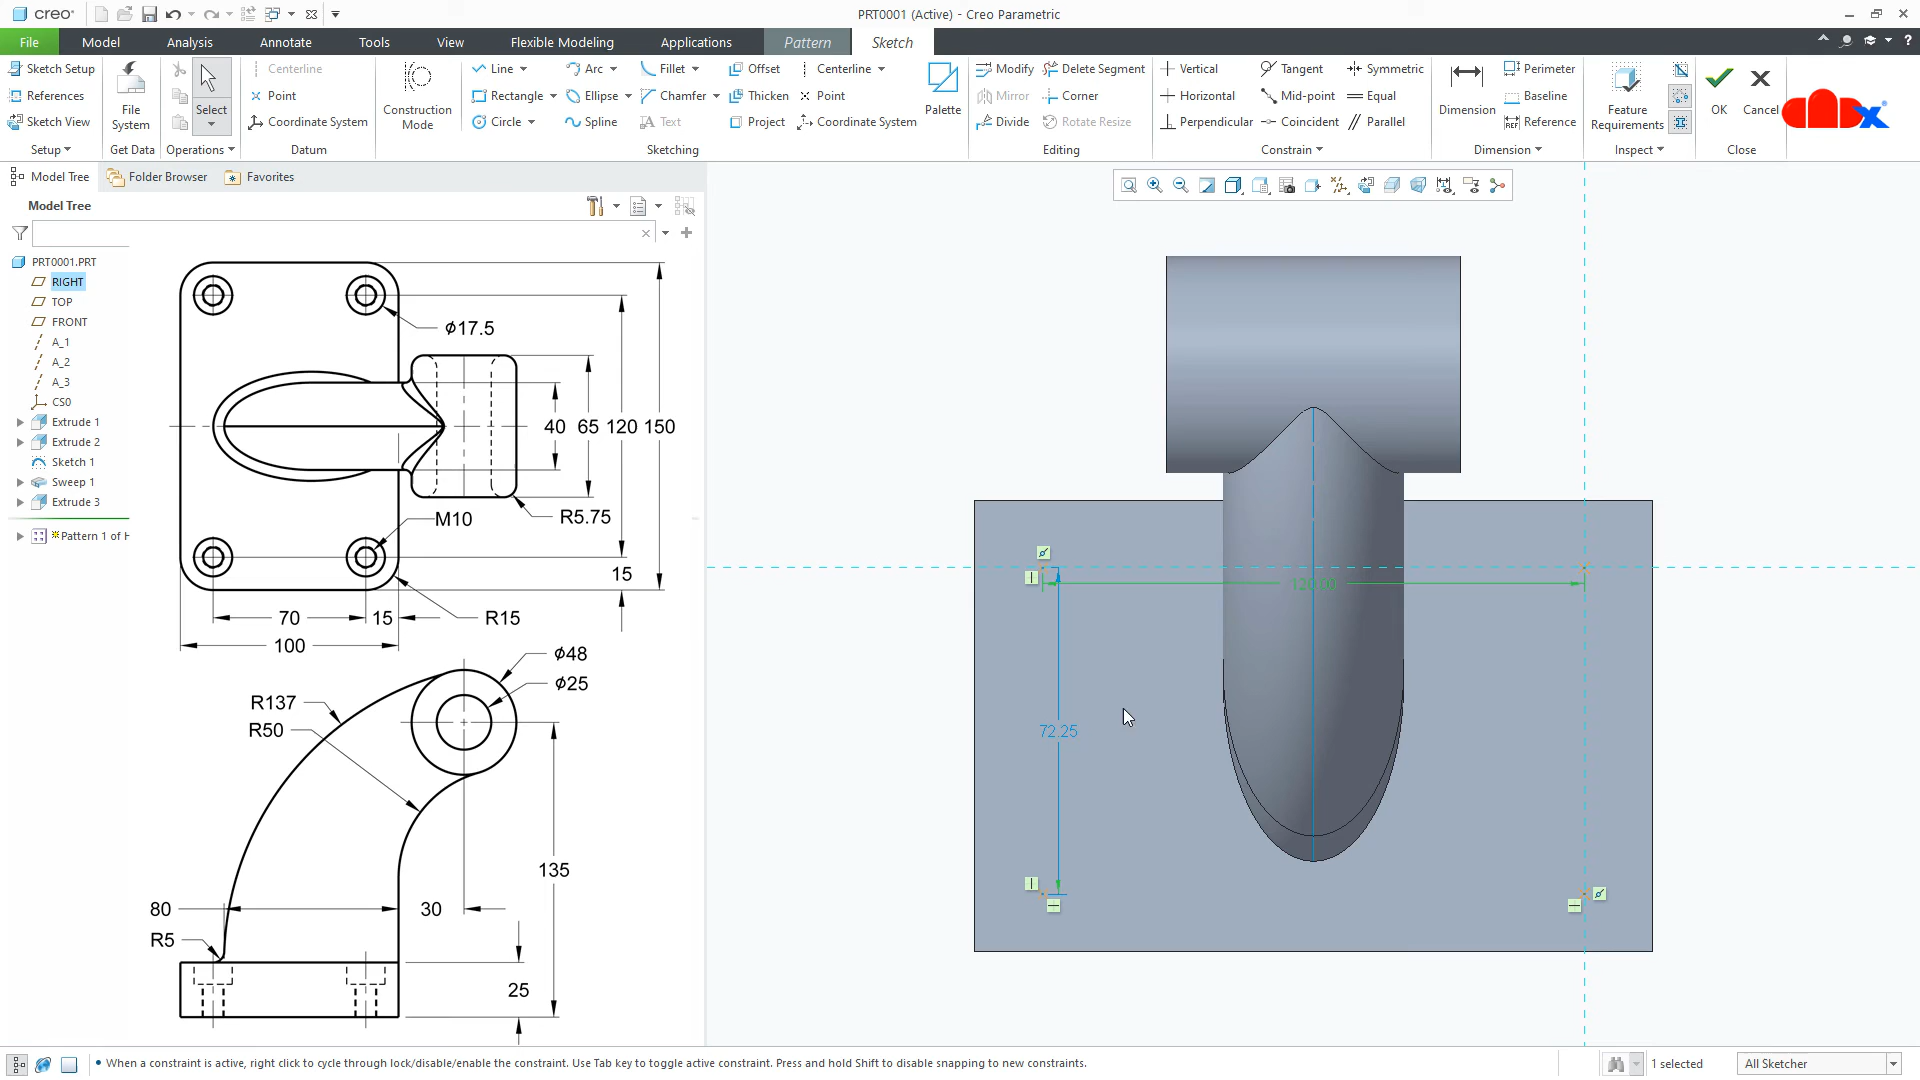 creo®
PRT0001 (Active) - Creo Parametric
File Model Analysis Annotate Tools View Flexible Modeling Applications Pattern Sketch
Sketch Setup
References
Sketch View
Setup
File System
Get Data
Select
Operations
Centerline
Point
Coordinate System
Datum
Construction Mode
Line Arc Fillet Offset Centerline
Rectangle Ellipse Chamfer Thicken Point
Circle Spline Text Project Coordinate System
Palette
Sketching
Modify Delete Segment
Mirror Corner
Divide Rotate Resize
Editing
Vertical Tangent Symmetric
Horizontal Mid-point Equal
Perpendicular Coincident Parallel
Constrain
Dimension
Perimeter
Baseline
Reference
Dimension
Feature Requirements
Inspect
OK Cancel
Close
Model Tree Folder Browser Favorites
Model Tree
PRT0001.PRT
RIGHT
TOP
FRONT
A_1
A_2
A_3
CS0
Extrude 1
Extrude 2
Sketch 1
Sweep 1
Extrude 3
Pattern 1 of H
ϕ17.5
40 65 120 150
R5.75
M10
15
70 15 R15
100
ϕ48
ϕ25
R137
R50
135
80 30
R5
25
120.00
72.25
When a constraint is active, right click to cycle through lock/disable/enable the constraint. Use Tab key to toggle active constraint. Press and hold Shift to disable snapping to new constraints.
1 selected
All Sketcher